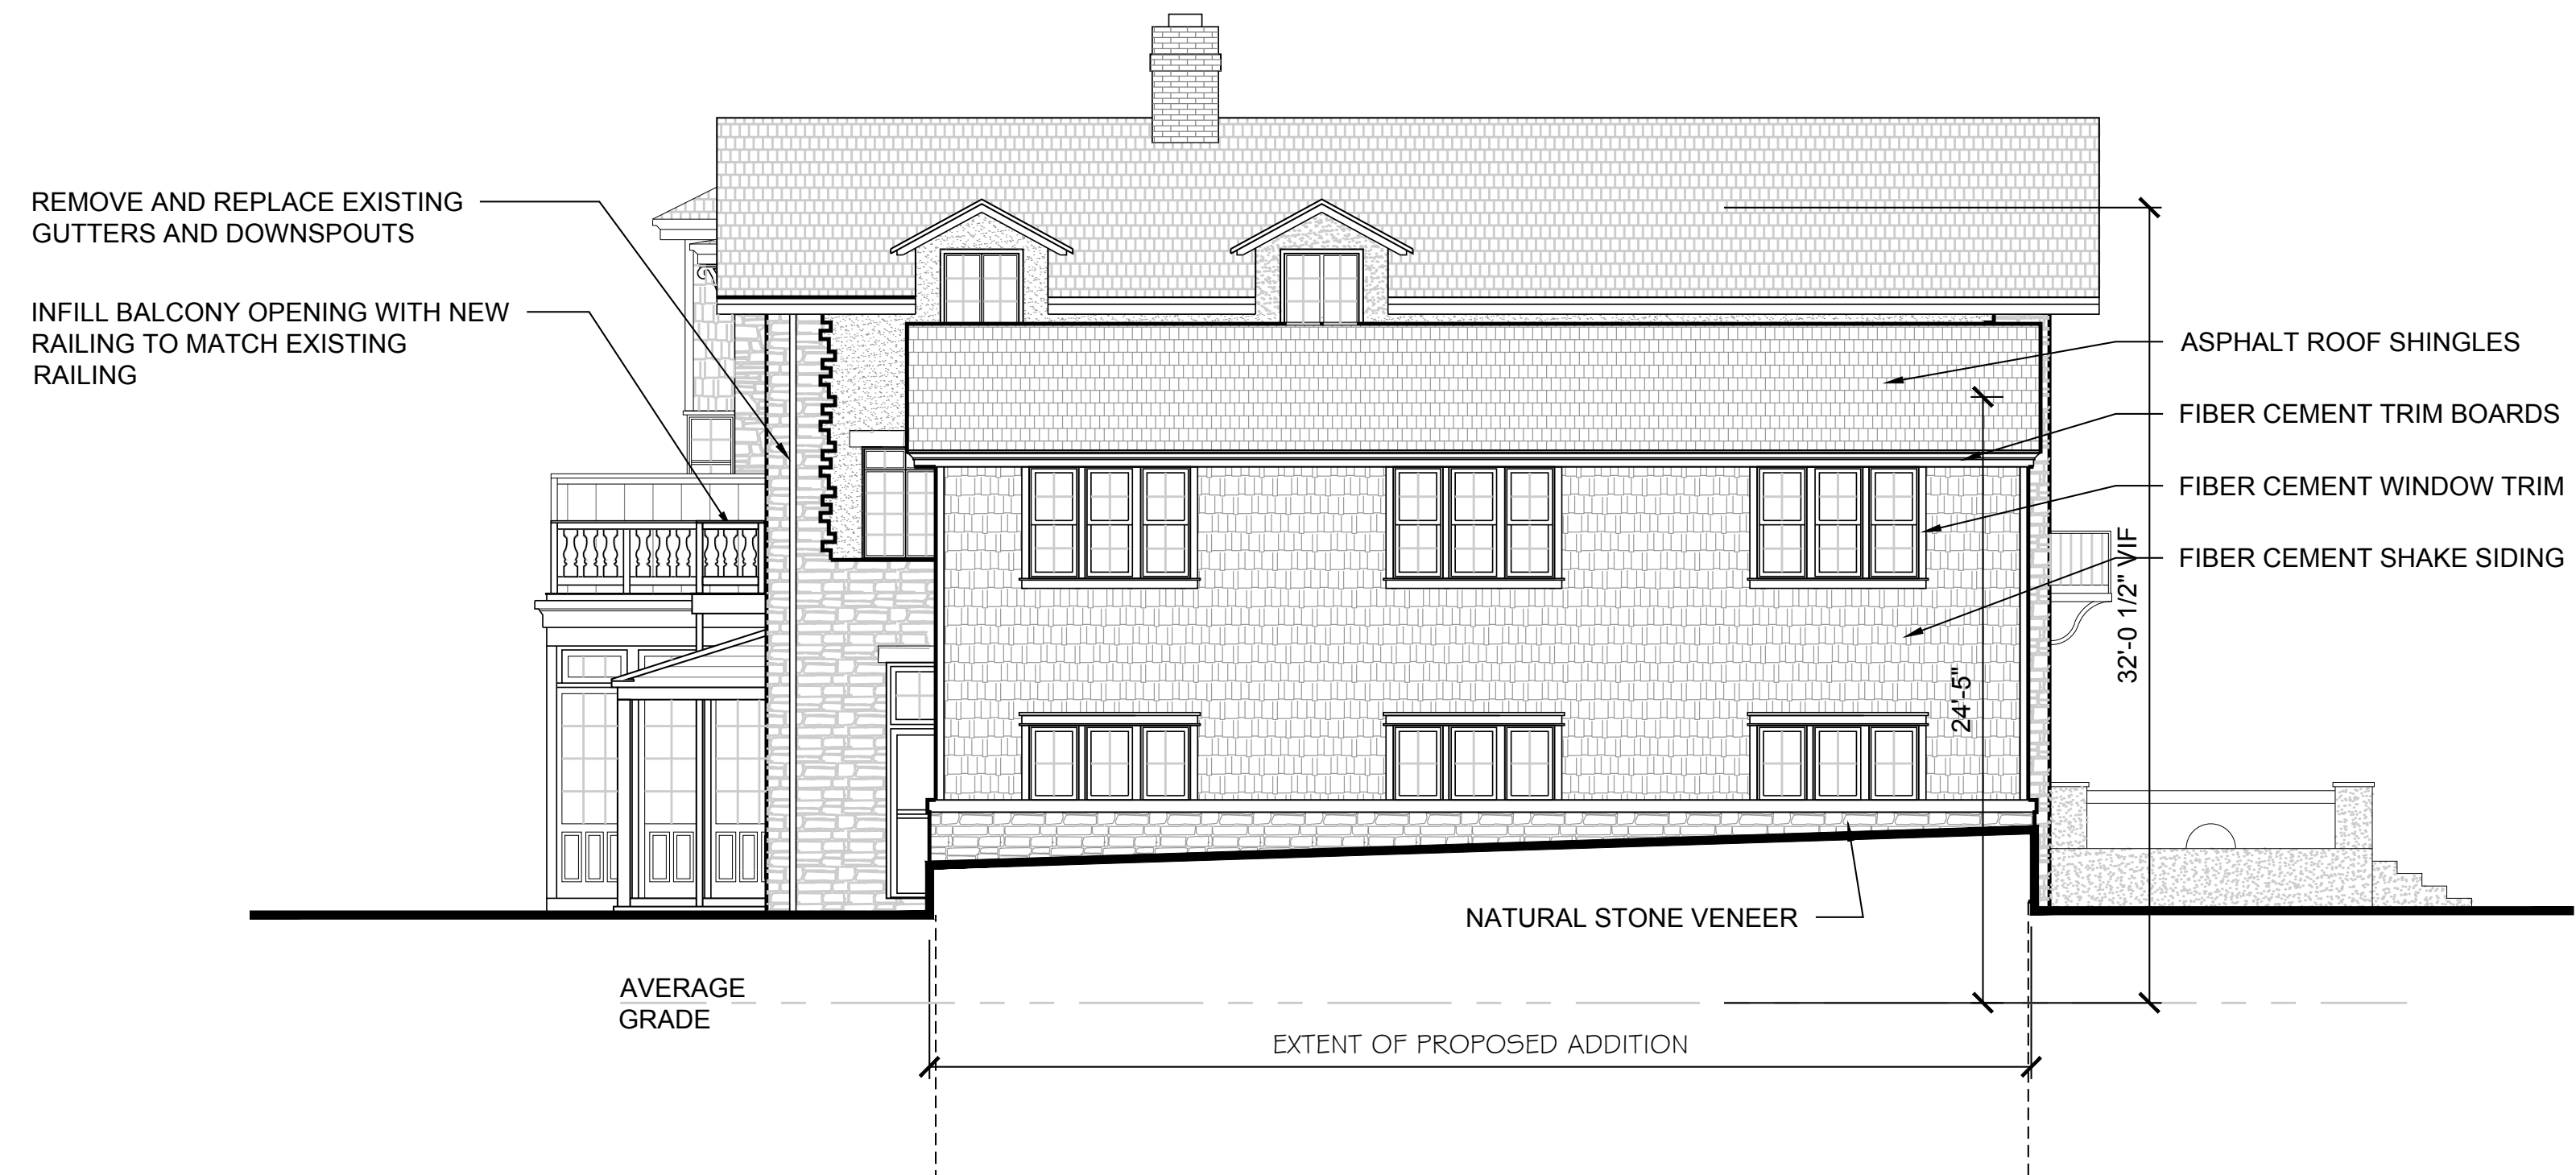 REMOVE AND REPLACE EXISTING
GUTTERS AND DOWNSPOUTS
INFILL BALCONY OPENING WITH NEW
RAILING TO MATCH EXISTING
RAILING
ASPHALT ROOF SHINGLES
FIBER CEMENT TRIM BOARDS
FIBER CEMENT WINDOW TRIM
FIBER CEMENT SHAKE SIDING
32'-0 1/2" VIF
24'-5"
NATURAL STONE VENEER
AVERAGE
GRADE
EXTENT OF PROPOSED ADDITION